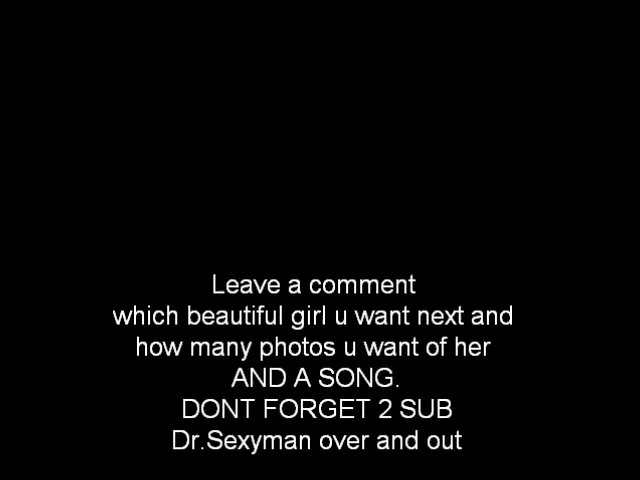 Leave a comment
which beautiful girl u want next and
how many photos u want of her
AND A SONG.
DONT FORGET 2 SUB
Dr.Sexyman over and out